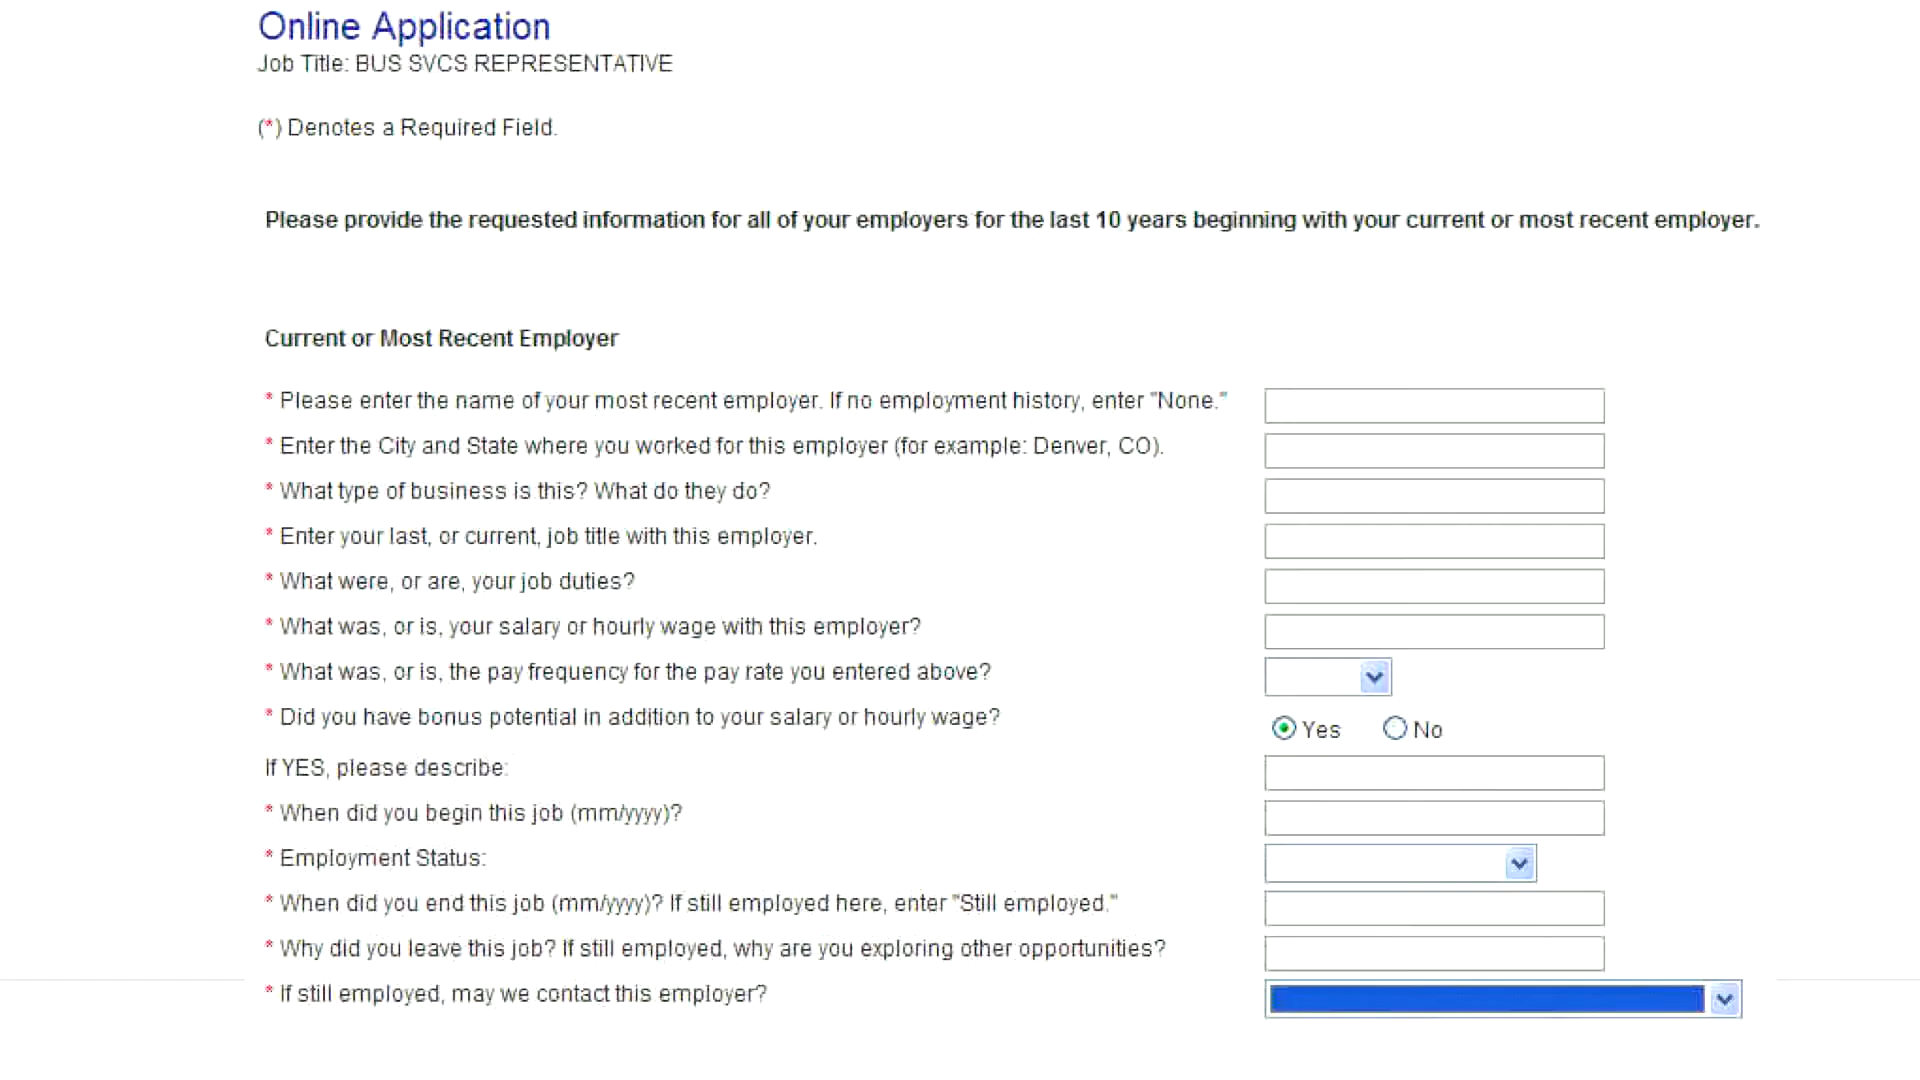 Online Application
Job Title: BUS SVCS REPRESENTATIVE
(*) Denotes a Required Field.
Please provide the requested information for all of your employers for the last 10 years beginning with your current or most recent employer.
Current or Most Recent Employer
* Please enter the name of your most recent employer. If no employment history, enter "None."
* Enter the City and State where you worked for this employer (for example: Denver, CO).
* What type of business is this? What do they do?
* Enter your last, or current, job title with this employer.
* What were, or are, your job duties?
* What was, or is, your salary or hourly wage with this employer?
* What was, or is, the pay frequency for the pay rate you entered above?
* Did you have bonus potential in addition to your salary or hourly wage?
Yes No
If YES, please describe:
* When did you begin this job (mm/yyyy)?
* Employment Status:
* When did you end this job (mm/yyyy)? If still employed here, enter "Still employed."
* Why did you leave this job? If still employed, why are you exploring other opportunities?
* If still employed, may we contact this employer?